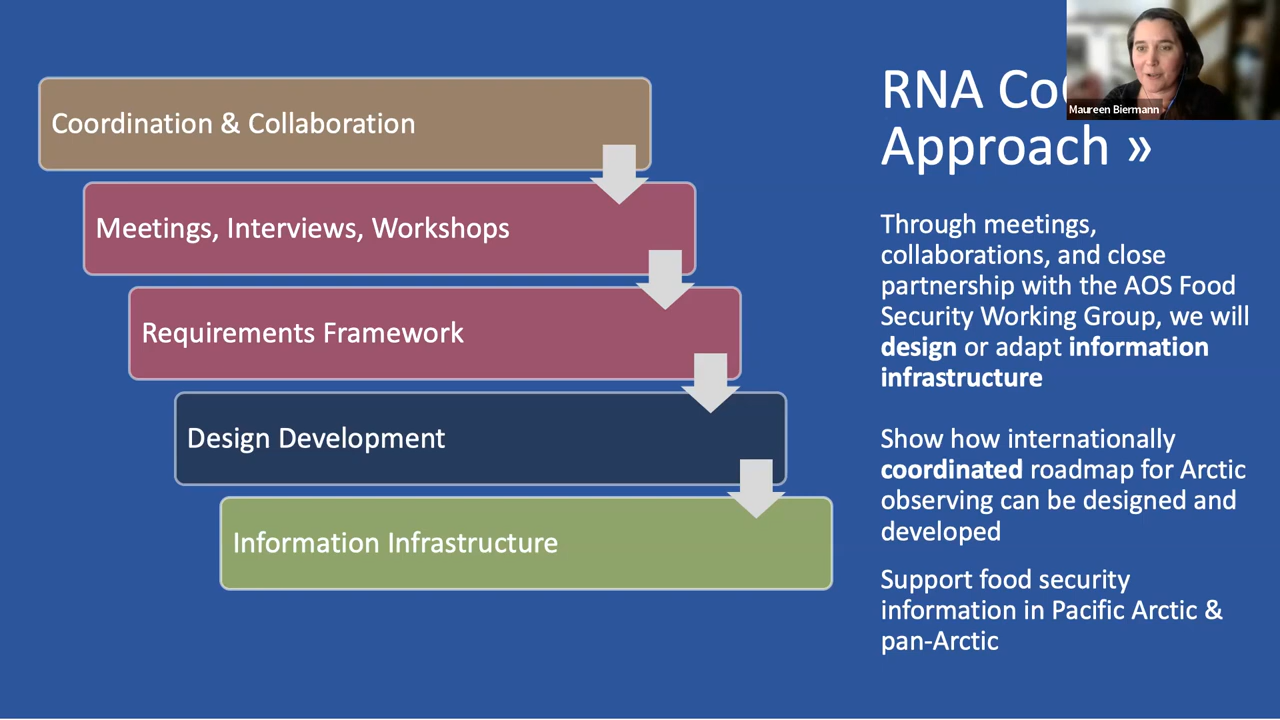 Coordination & Collaboration
Meetings, Interviews, Workshops
Requirements Framework
Design Development
Information Infrastructure
RNA
Approach »
Through meetings,
collaborations, and close
partnership with the AOS Food
Security Working Group, we will
design or adapt information
infrastructure
Show how internationally
coordinated roadmap for Arctic
observing can be designed and
developed
Support food security
information in Pacific Arctic &
pan-Arctic
Maureen Biermann